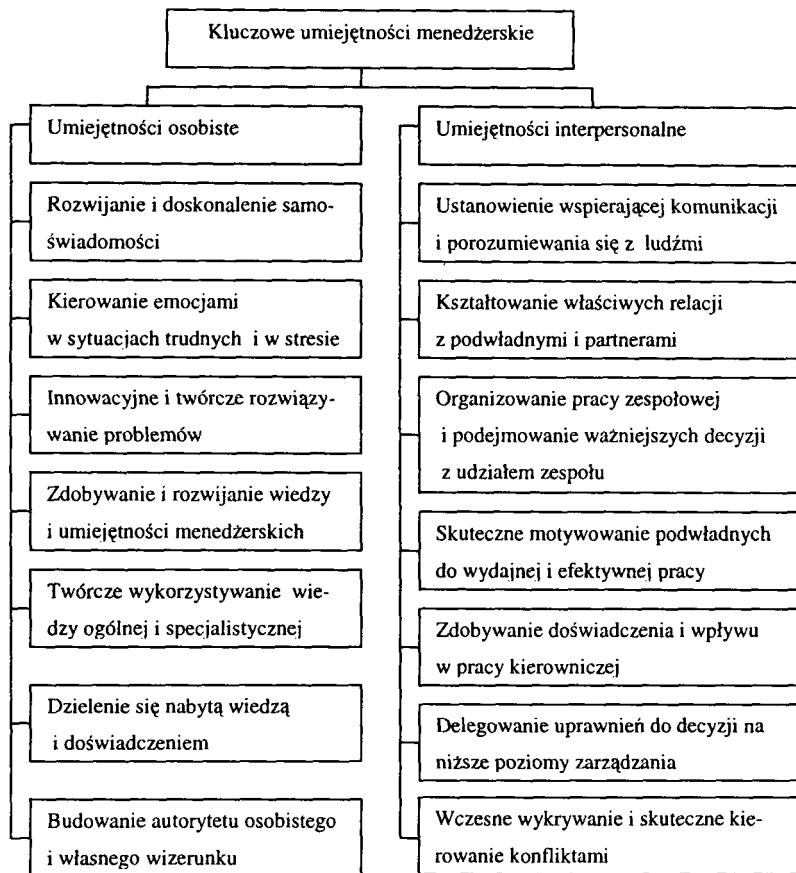 Kluczowe umiejętności menedżerskie
Umiejętności osobiste
Rozwijanie i doskonalenie samo-
świadomości
Kierowanie emocjami
w sytuacjach trudnych i w stresie
Innowacyjne i twórcze rozwiązy-
wanie problemów
Zdobywanie i rozwijanie wiedzy
i umiejętności menedżerskich
Twórcze wykorzystywanie wie-
dzy ogólnej i specjalistycznej
Dzielenie się nabytą wiedzą
i doświadczeniem
Budowanie autorytetu osobistego
i własnego wizerunku
Umiejętności interpersonalne
Ustanowienie wspierającej komunikacji
i porozumiewania się z ludźmi
Kształtowanie właściwych relacji
z podwładnymi i partnerami
Organizowanie pracy zespołowej
i podejmowanie ważniejszych decyzji
z udziałem zespołu
Skuteczne motywowanie podwładnych
do wydajnej i efektywnej pracy
Zdobywanie doświadczenia i wpływu
w pracy kierowniczej
Delegowanie uprawnień do decyzji na
niższe poziomy zarządzania
Wczesne wykrywanie i skuteczne kie-
rowanie konfliktami